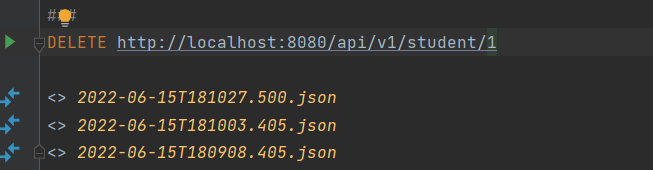 ###
DELETE http://localhost:8080/api/v1/student/1
<> 2022-06-15T181027.500.json
<> 2022-06-15T181003.405.json
<> 2022-06-15T180908.405.json